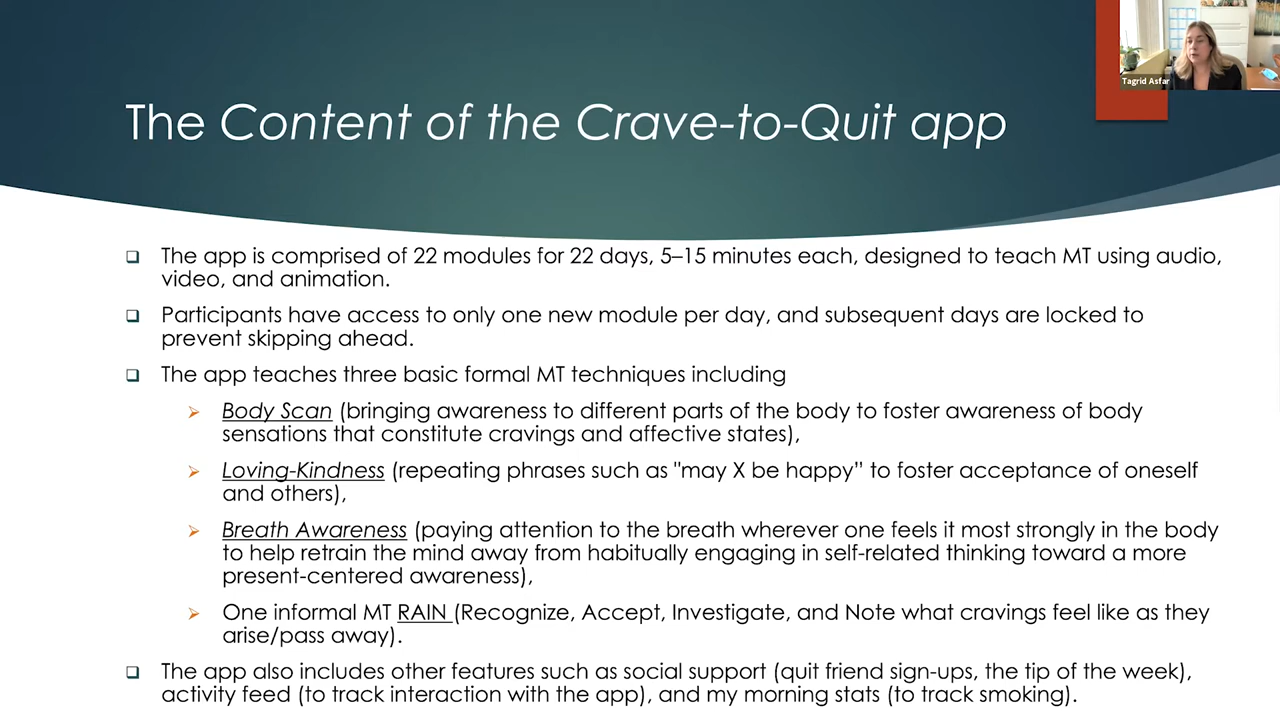 Tagrid Asfar
The Content of the Crave-to-Quit app
❑ The app is comprised of 22 modules for 22 days, 5–15 minutes each, designed to teach MT using audio,
video, and animation.
❑ Participants have access to only one new module per day, and subsequent days are locked to
prevent skipping ahead.
❑ The app teaches three basic formal MT techniques including
➢ Body Scan (bringing awareness to different parts of the body to foster awareness of body
sensations that constitute cravings and affective states),
➢ Loving-Kindness (repeating phrases such as "may X be happy” to foster acceptance of oneself
and others),
➢ Breath Awareness (paying attention to the breath wherever one feels it most strongly in the body
to help retrain the mind away from habitually engaging in self-related thinking toward a more
present-centered awareness),
➢ One informal MT RAIN (Recognize, Accept, Investigate, and Note what cravings feel like as they
arise/pass away).
❑ The app also includes other features such as social support (quit friend sign-ups, the tip of the week),
activity feed (to track interaction with the app), and my morning stats (to track smoking).